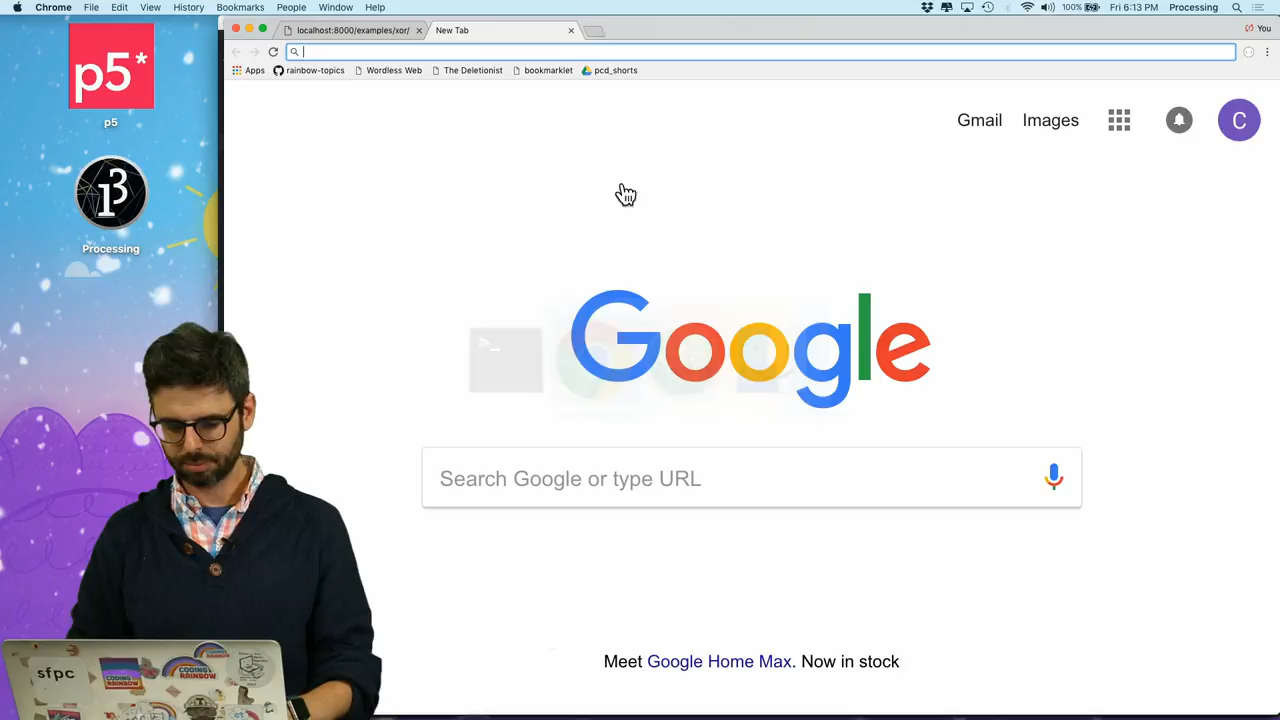 Chrome File Edit View History Bookmarks People Window Help 100% Fri 6:13 PM Processing
localhost:8000/examples/xor/ New Tab You
Apps rainbow-topics Wordless Web The Deletionist bookmarklet pcd_shorts
p5*
p5
Processing
Gmail Images C
Google
Search Google or type URL
Meet Google Home Max. Now in stock
sfpc
CODING RAINBOW